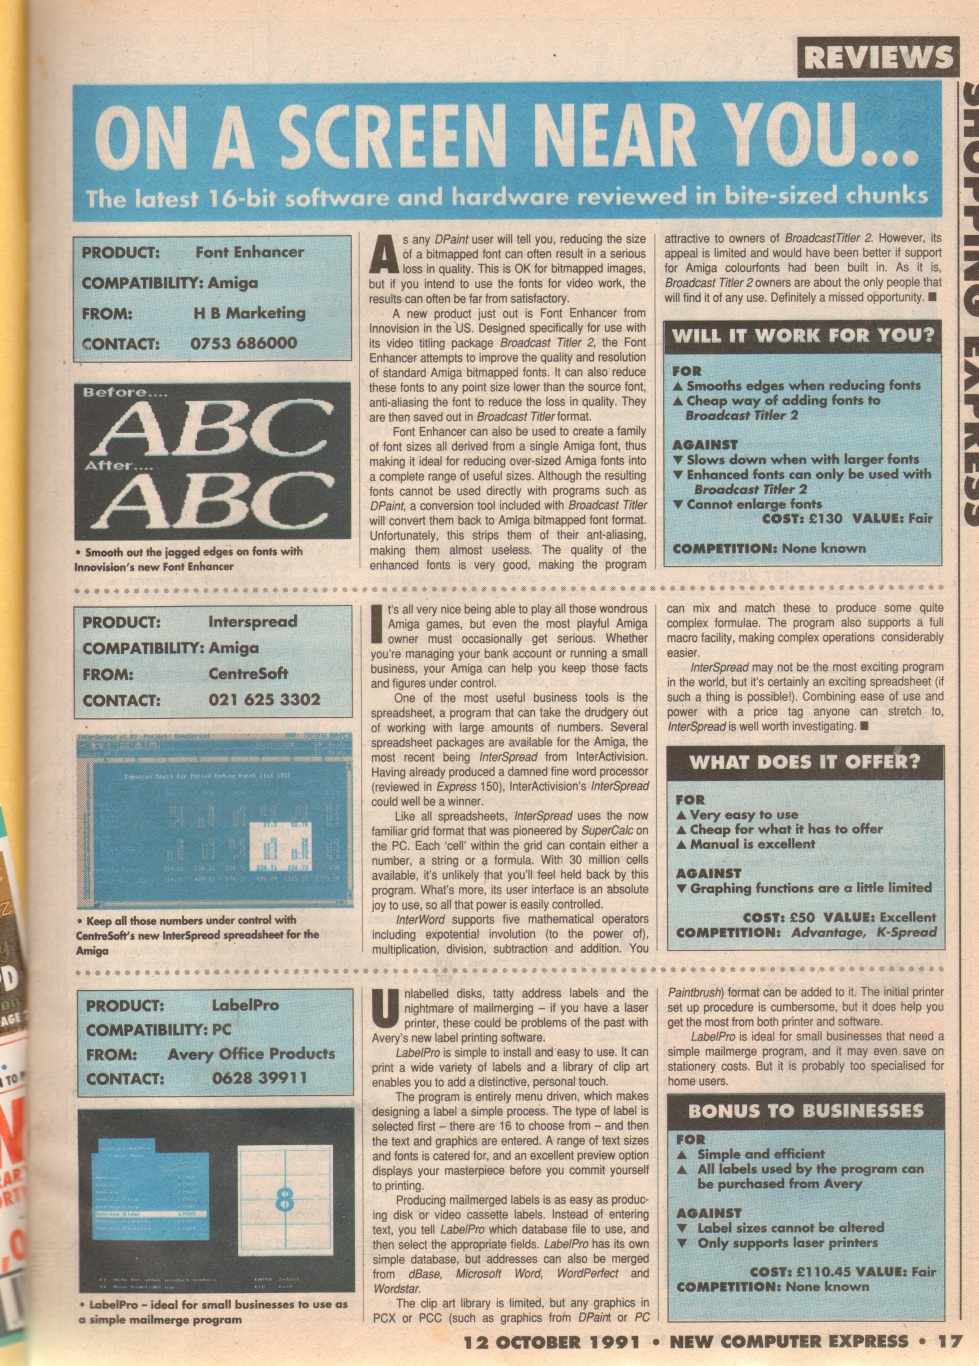 REVIEWS
SHOPPING EXPRESS
ON A SCREEN NEAR YOU...
The latest 16-bit software and hardware reviewed in bite-sized chunks
PRODUCT: Font Enhancer
COMPATIBILITY: Amiga
FROM: H B Marketing
CONTACT: 0753 686000
Before....
ABC
After....
ABC
• Smooth out the jagged edges on fonts with
Innovision's new Font Enhancer
As any DPaint user will tell you, reducing the size
of a bitmapped font can often result in a serious
loss in quality. This is OK for bitmapped images,
but if you intend to use the fonts for video work, the
results can often be far from satisfactory.
A new product just out is Font Enhancer from
Innovision in the US. Designed specifically for use with
its video titling package Broadcast Titler 2, the Font
Enhancer attempts to improve the quality and resolution
of standard Amiga bitmapped fonts. It can also reduce
these fonts to any point size lower than the source font,
anti-aliasing the font to reduce the loss in quality. They
are then saved out in Broadcast Titler format.
Font Enhancer can also be used to create a family
of font sizes all derived from a single Amiga font, thus
making it ideal for reducing over-sized Amiga fonts into
a complete range of useful sizes. Although the resulting
fonts cannot be used directly with programs such as
DPaint, a conversion tool included with Broadcast Titler
will convert them back to Amiga bitmapped font format.
Unfortunately, this strips them of their ant-aliasing,
making them almost useless. The quality of the
enhanced fonts is very good, making the program
attractive to owners of BroadcastTitler 2. However, its
appeal is limited and would have been better if support
for Amiga colourfonts had been built in. As it is,
Broadcast Titler 2 owners are about the only people that
will find it of any use. Definitely a missed opportunity. ■
WILL IT WORK FOR YOU?
FOR
▲ Smooths edges when reducing fonts
▲ Cheap way of adding fonts to
Broadcast Titler 2
AGAINST
▼ Slows down when with larger fonts
▼ Enhanced fonts can only be used with
Broadcast Titler 2
▼ Cannot enlarge fonts
COST: £130 VALUE: Fair
COMPETITION: None known
PRODUCT: Interspread
COMPATIBILITY: Amiga
FROM: CentreSoft
CONTACT: 021 625 3302
• Keep all those numbers under control with
CentreSoft's new InterSpread spreadsheet for the
Amiga
It's all very nice being able to play all those wondrous
Amiga games, but even the most playful Amiga
owner must occasionally get serious. Whether
you're managing your bank account or running a small
business, your Amiga can help you keep those facts
and figures under control.
One of the most useful business tools is the
spreadsheet, a program that can take the drudgery out
of working with large amounts of numbers. Several
spreadsheet packages are available for the Amiga, the
most recent being InterSpread from InterActivision.
Having already produced a damned fine word processor
(reviewed in Express 150), InterActivision's InterSpread
could well be a winner.
Like all spreadsheets, InterSpread uses the now
familiar grid format that was pioneered by SuperCalc on
the PC. Each 'cell' within the grid can contain either a
number, a string or a formula. With 30 million cells
available, it's unlikely that you'll feel held back by this
program. What's more, its user interface is an absolute
joy to use, so all that power is easily controlled.
InterWord supports five mathematical operators
including expotential involution (to the power of),
multiplication, division, subtraction and addition. You
can mix and match these to produce some quite
complex formulae. The program also supports a full
macro facility, making complex operations considerably
easier.
InterSpread may not be the most exciting program
in the world, but it's certainly an exciting spreadsheet (if
such a thing is possible!). Combining ease of use and
power with a price tag anyone can stretch to,
InterSpread is well worth investigating. ■
WHAT DOES IT OFFER?
FOR
▲ Very easy to use
▲ Cheap for what it has to offer
▲ Manual is excellent
AGAINST
▼ Graphing functions are a little limited
COST: £50 VALUE: Excellent
COMPETITION: Advantage, K-Spread
PRODUCT: LabelPro
COMPATIBILITY: PC
FROM: Avery Office Products
CONTACT: 0628 39911
8
• LabelPro – ideal for small businesses to use as
a simple mailmerge program
Unlabelled disks, tatty address labels and the
nightmare of mailmerging – if you have a laser
printer, these could be problems of the past with
Avery's new label printing software.
LabelPro is simple to install and easy to use. It can
print a wide variety of labels and a library of clip art
enables you to add a distinctive, personal touch.
The program is entirely menu driven, which makes
designing a label a simple process. The type of label is
selected first – there are 16 to choose from – and then
the text and graphics are entered. A range of text sizes
and fonts is catered for, and an excellent preview option
displays your masterpiece before you commit yourself
to printing.
Producing mailmerged labels is as easy as produc-
ing disk or video cassette labels. Instead of entering
text, you tell LabelPro which database file to use, and
then select the appropriate fields. LabelPro has its own
simple database, but addresses can also be merged
from dBase, Microsoft Word, WordPerfect and
Wordstar.
The clip art library is limited, but any graphics in
PCX or PCC (such as graphics from DPaint or PC
Paintbrush) format can be added to it. The initial printer
set up procedure is cumbersome, but it does help you
get the most from both printer and software.
LabelPro is ideal for small businesses that need a
simple mailmerge program, and it may even save on
stationery costs. But it is probably too specialised for
home users.
BONUS TO BUSINESSES
FOR
▲ Simple and efficient
▲ All labels used by the program can
be purchased from Avery
AGAINST
▼ Label sizes cannot be altered
▼ Only supports laser printers
COST: £110.45 VALUE: Fair
COMPETITION: None known
12 OCTOBER 1991 • NEW COMPUTER EXPRESS • 17